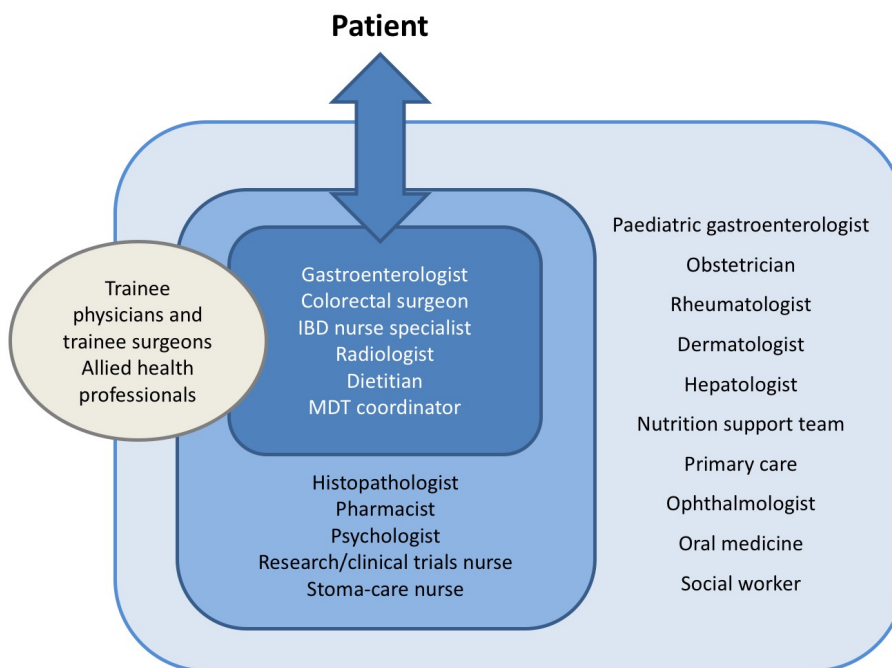 Patient
Trainee
physicians and
trainee surgeons
Allied health
professionals
Gastroenterologist
Colorectal surgeon
IBD nurse specialist
Radiologist
Dietitian
MDT coordinator
Histopathologist
Pharmacist
Psychologist
Research/clinical trials nurse
Stoma-care nurse
Paediatric gastroenterologist
Obstetrician
Rheumatologist
Dermatologist
Hepatologist
Nutrition support team
Primary care
Ophthalmologist
Oral medicine
Social worker